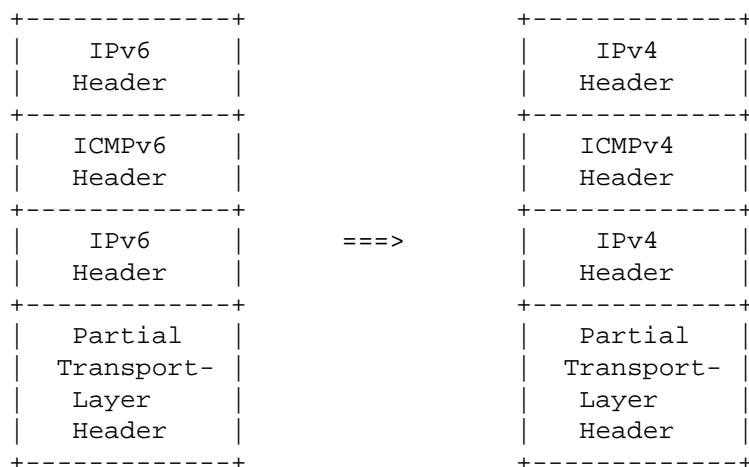 +-------------+                  +-------------+
|    IPv6     |                  |    IPv4     |
|   Header    |                  |   Header    |
+-------------+                  +-------------+
|   ICMPv6    |                  |   ICMPv4    |
|   Header    |                  |   Header    |
+-------------+                  +-------------+
|    IPv6     |      ===>        |    IPv4     |
|   Header    |                  |   Header    |
+-------------+                  +-------------+
|   Partial   |                  |   Partial   |
|  Transport- |                  |  Transport- |
|   Layer     |                  |   Layer     |
|   Header    |                  |   Header    |
+-------------+                  +-------------+